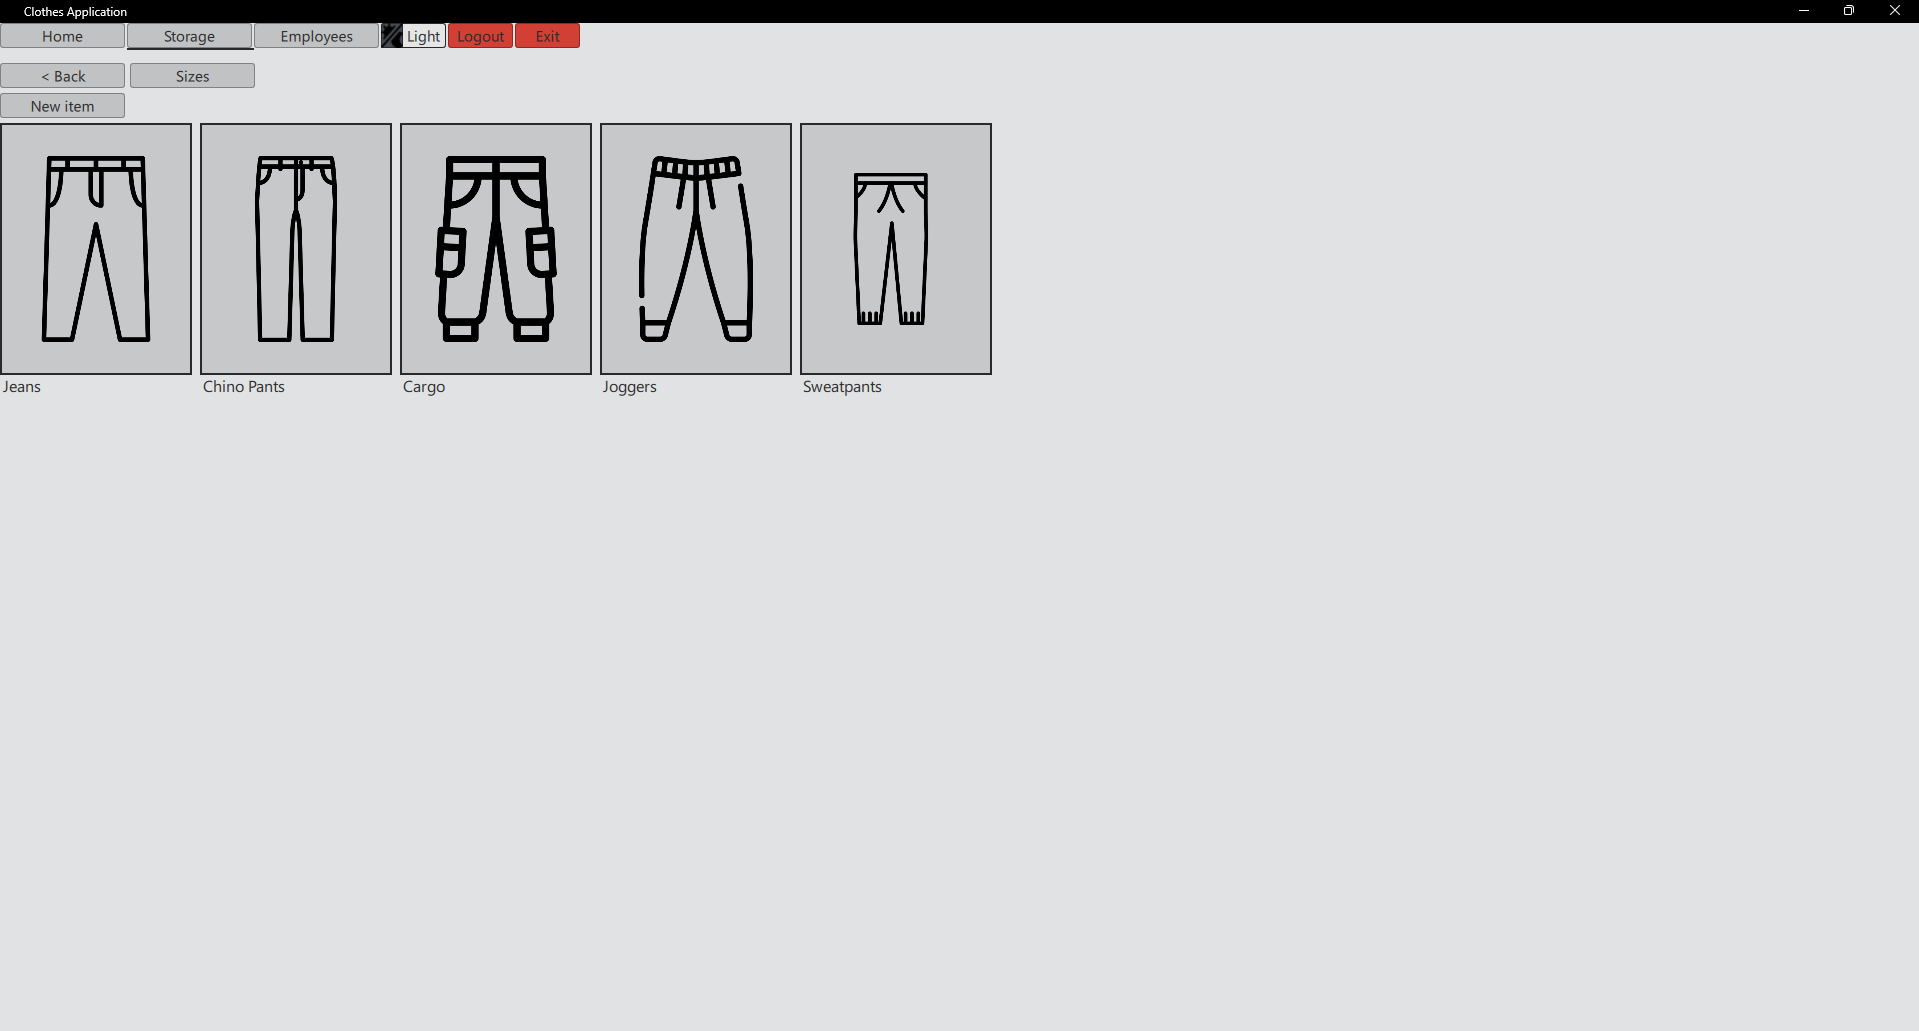 Clothes Application
Home Storage Employees Light Logout Exit
< Back Sizes
New item
Jeans Chino Pants Cargo Joggers Sweatpants